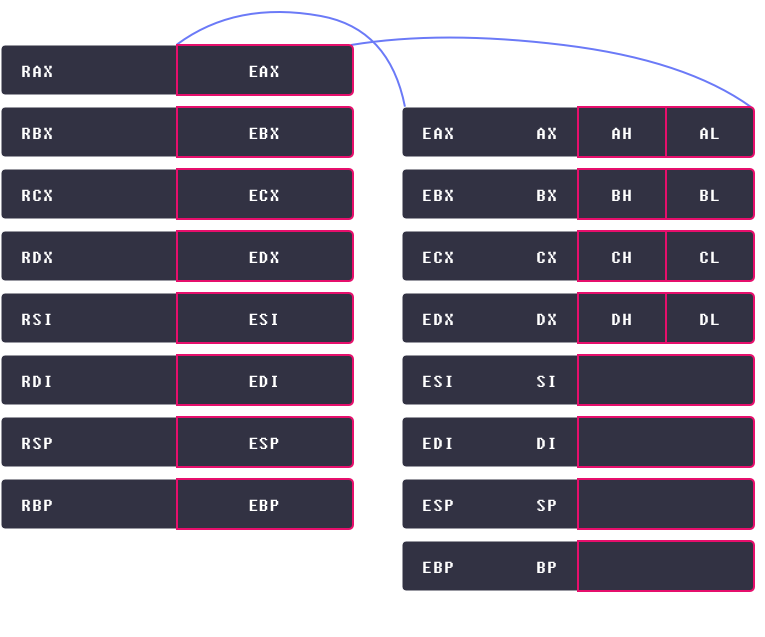 RAX EAX
RBX EBX
RCX ECX
RDX EDX
RSI ESI
RDI EDI
RSP ESP
RBP EBP
EAX AX AH AL
EBX BX BH BL
ECX CX CH CL
EDX DX DH DL
ESI SI
EDI DI
ESP SP
EBP BP